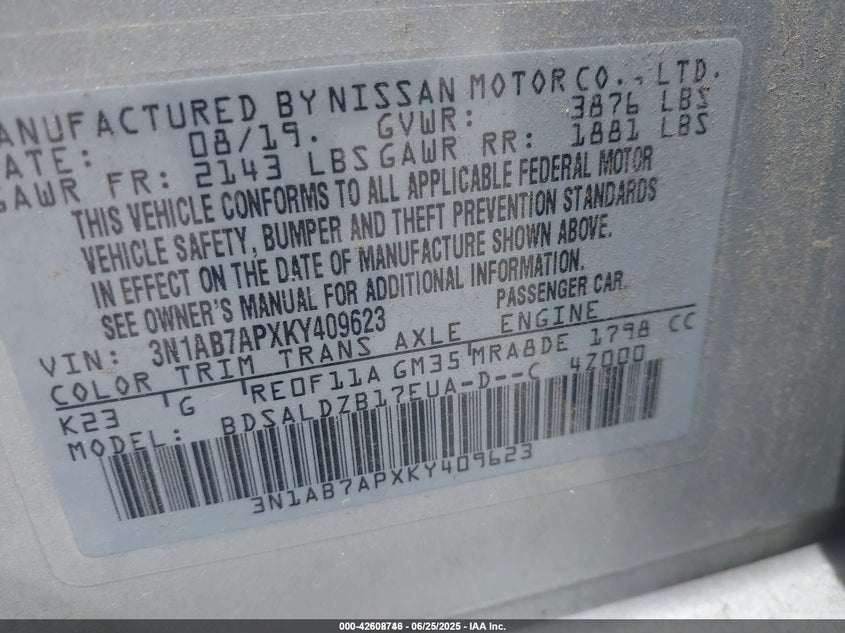 MANUFACTURED BY NISSAN MOTOR CO., LTD.
DATE: 08/19. GVWR: 3876 LBS
GAWR FR: 2143 LBS GAWR RR: 1881 LBS
THIS VEHICLE CONFORMS TO ALL APPLICABLE FEDERAL MOTOR
VEHICLE SAFETY, BUMPER AND THEFT PREVENTION STANDARDS
IN EFFECT ON THE DATE OF MANUFACTURE SHOWN ABOVE.
SEE OWNER'S MANUAL FOR ADDITIONAL INFORMATION.
VIN: 3N1AB7APXKY409623 PASSENGER CAR.
COLOR TRIM TRANS AXLE ENGINE
K23 G RE0F11A GM35 MRA8DE 1798 CC
MODEL: BDSALDZB17EUA-D--C 47000
3N1AB7APXKY409623
000-42608746 - 06/25/2025 - IAA Inc.